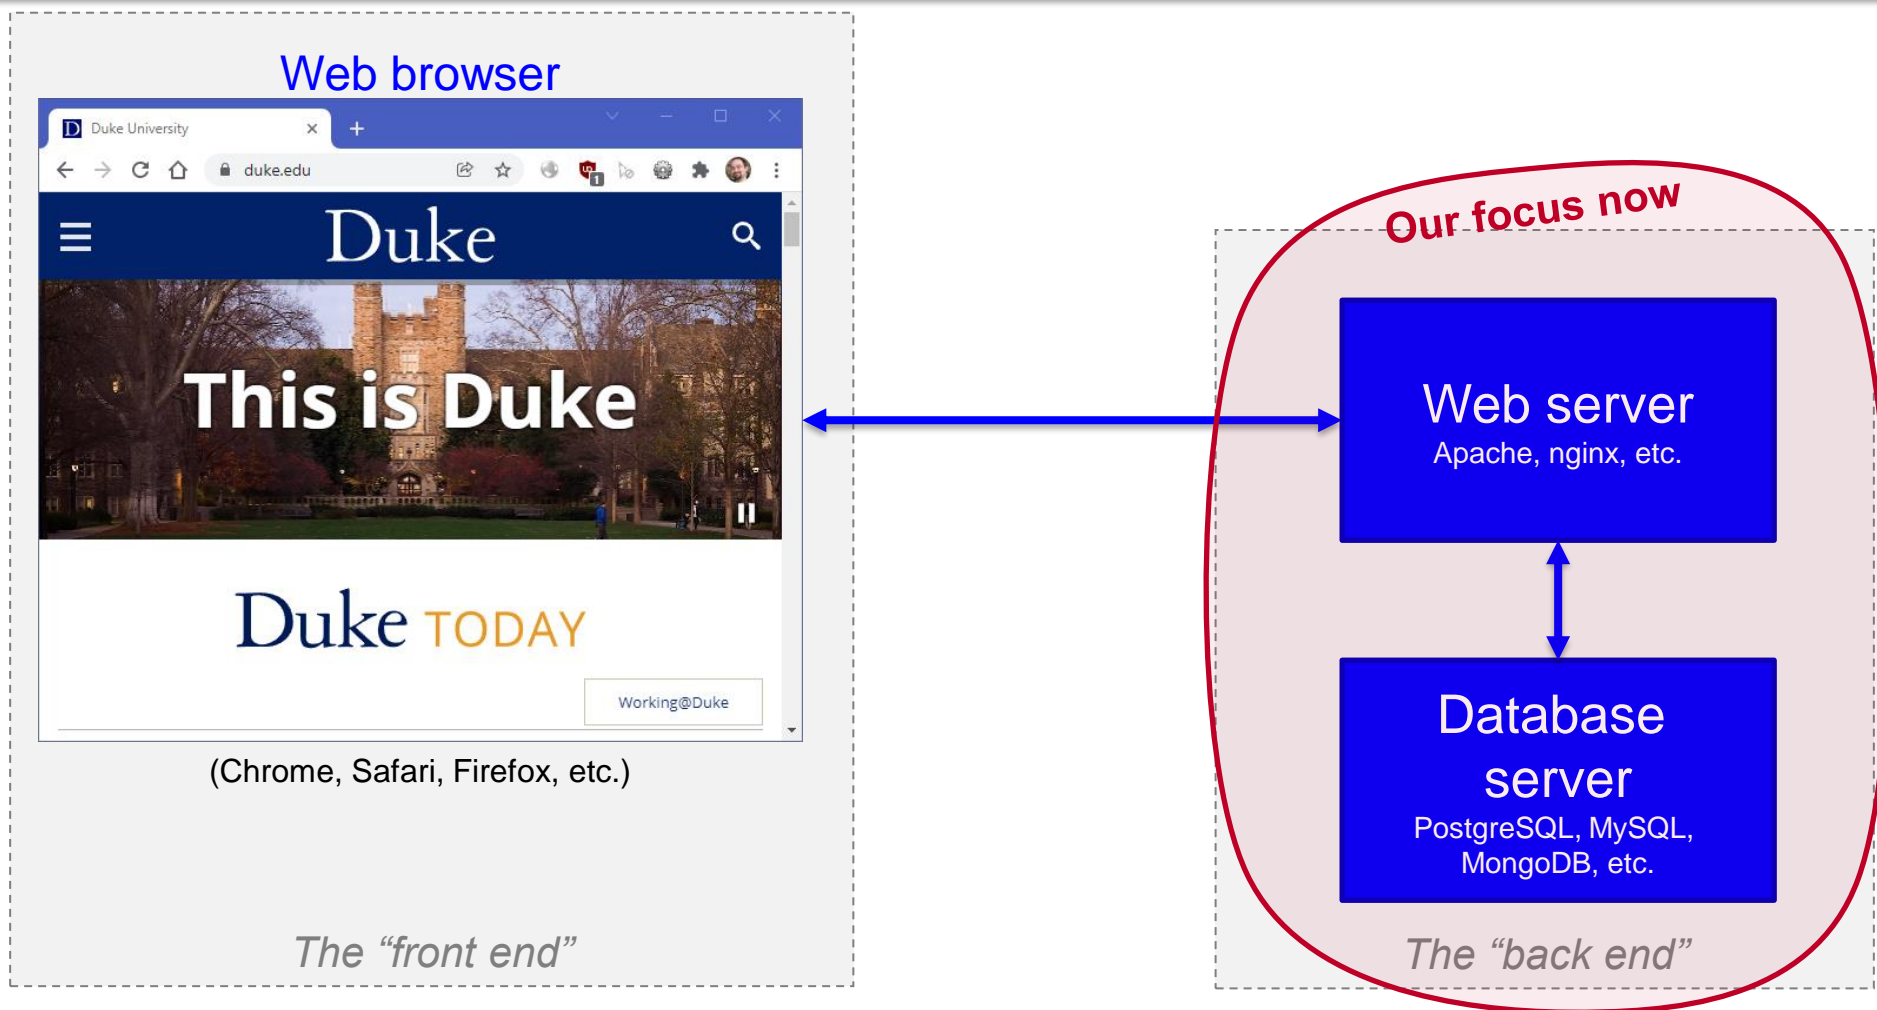 Web browser
D Duke University
duke.edu
1
Duke
This is Duke
Duke TODAY
Working@Duke
(Chrome, Safari, Firefox, etc.)
The “front end”
Our focus now
Web server
Apache, nginx, etc.
Database
server
PostgreSQL, MySQL,
MongoDB, etc.
The “back end”